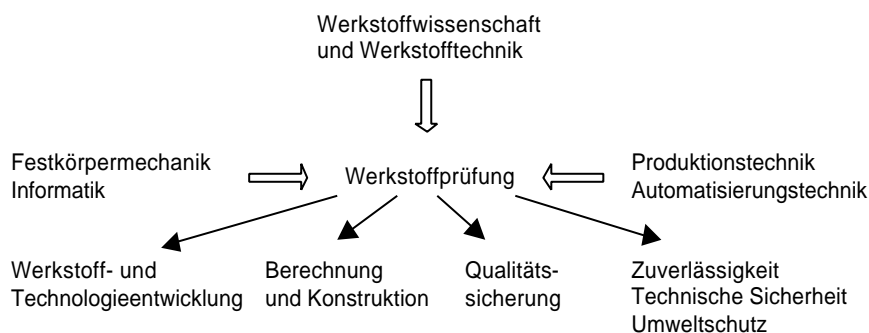 Werkstoffwissenschaft
und Werkstofftechnik
Festkörpermechanik
Informatik
Werkstoffprüfung
Produktionstechnik
Automatisierungstechnik
Werkstoff- und
Technologieentwicklung
Berechnung
und Konstruktion
Qualitäts-
sicherung
Zuverlässigkeit
Technische Sicherheit
Umweltschutz